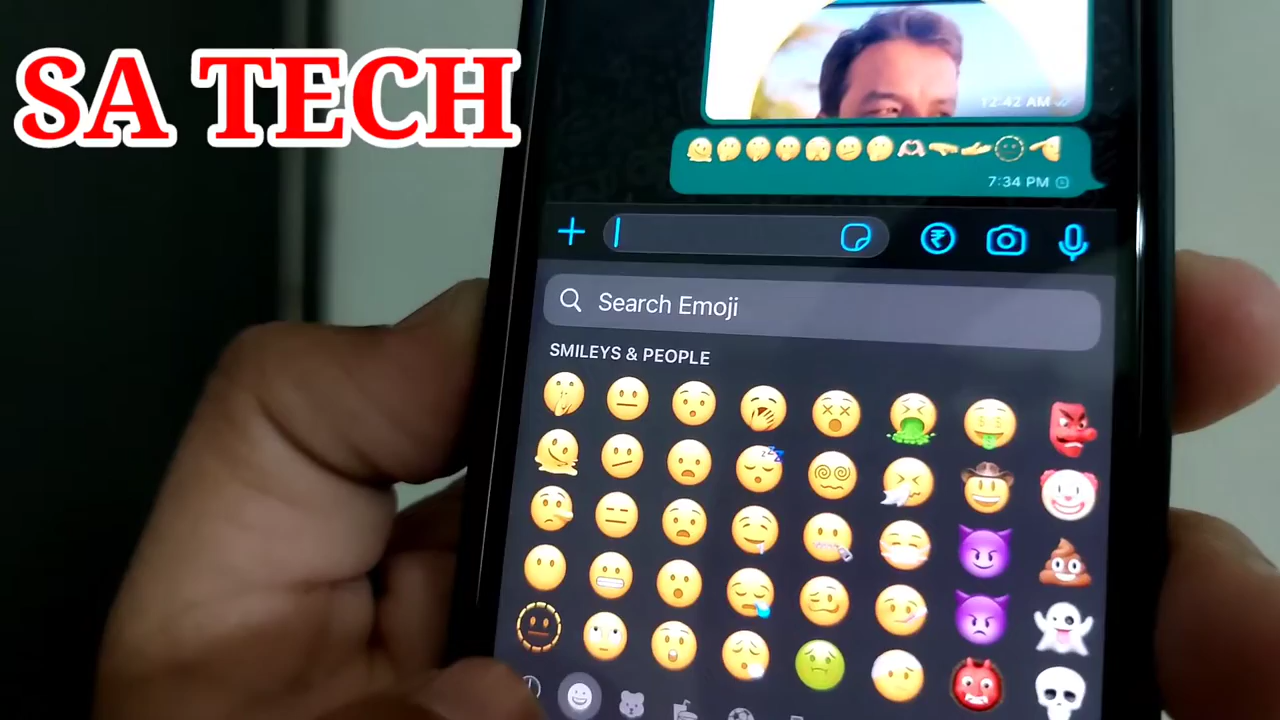 SA TECH
12:42 AM
7:34 PM
Search Emoji
SMILEYS & PEOPLE